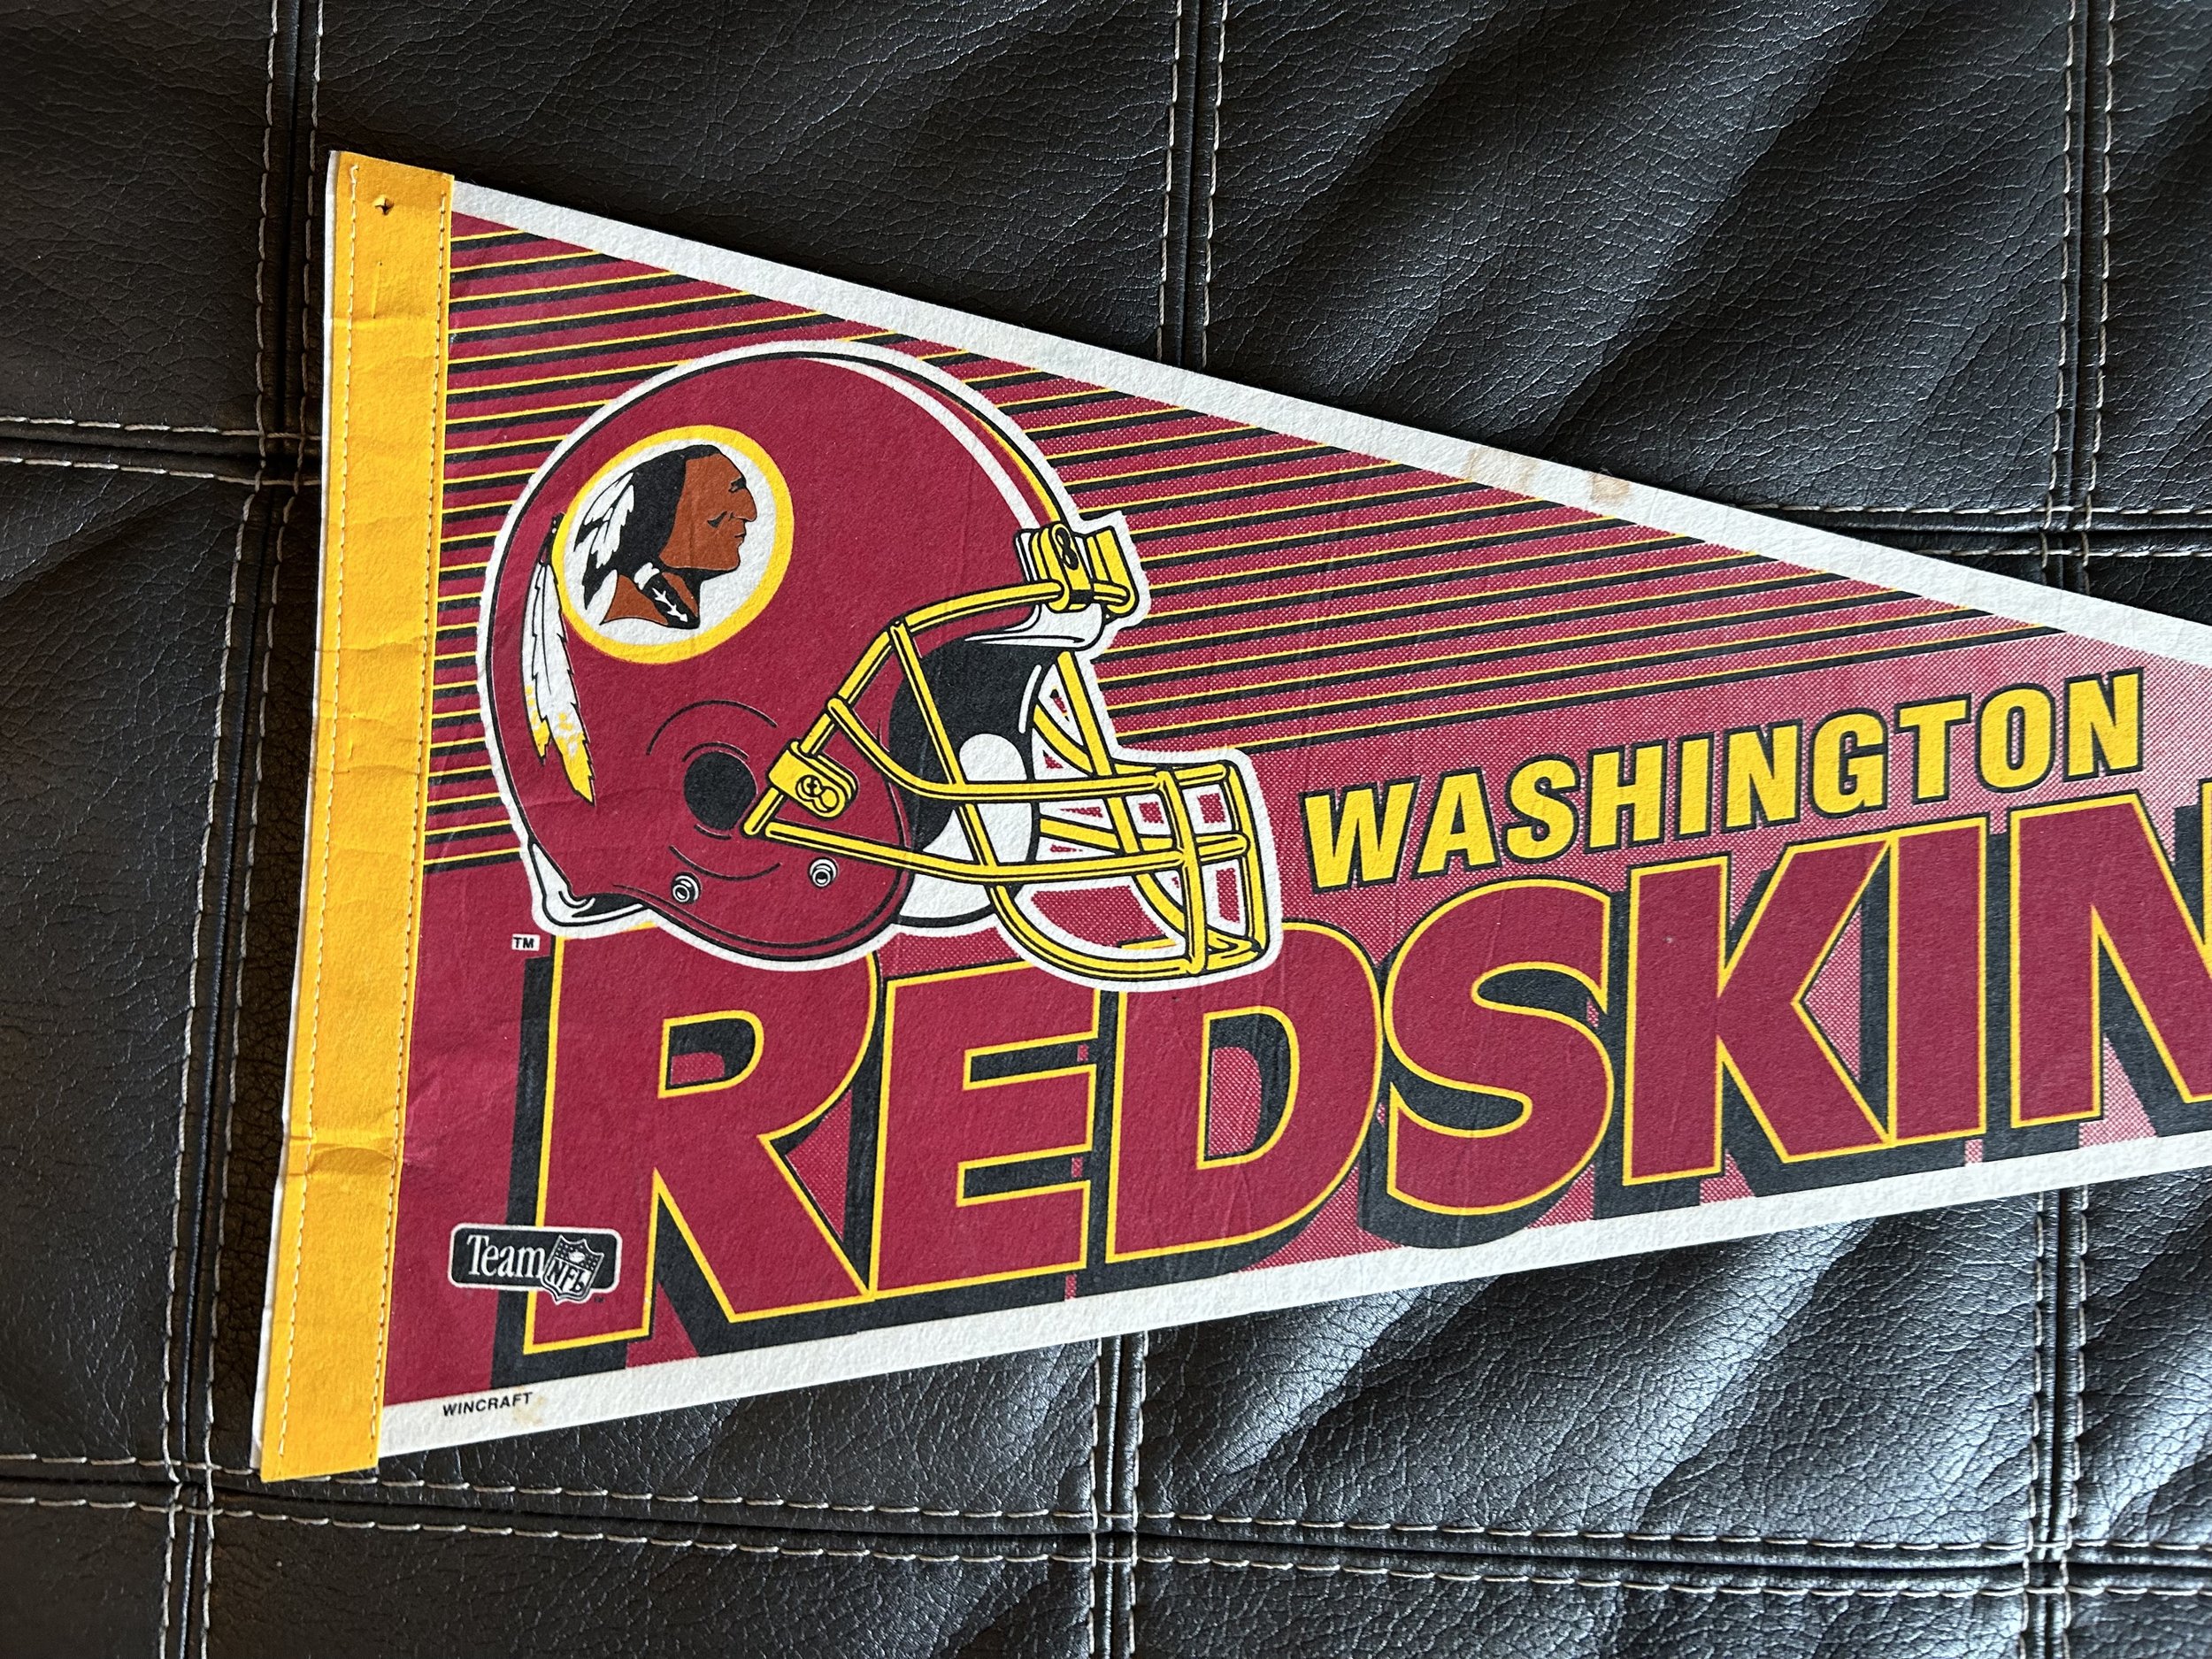 WASHINGTON
REDSKIN
TM
Team NFL
WINCRAFT